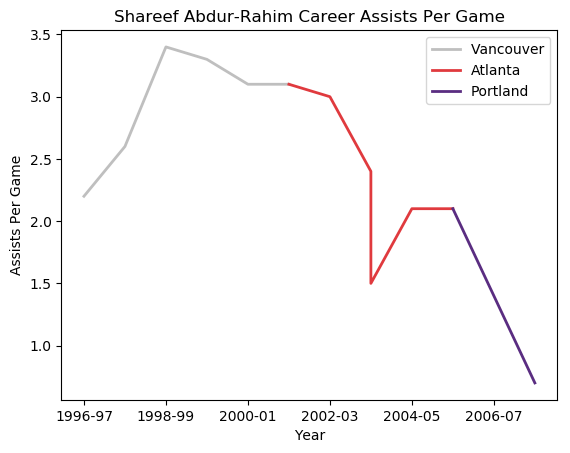 Shareef Abdur-Rahim Career Assists Per Game
3.5
3.0
2.5
2.0
1.5
1.0
Assists Per Game
Vancouver
Atlanta
Portland
1996-97 1998-99 2000-01 2002-03 2004-05 2006-07
Year